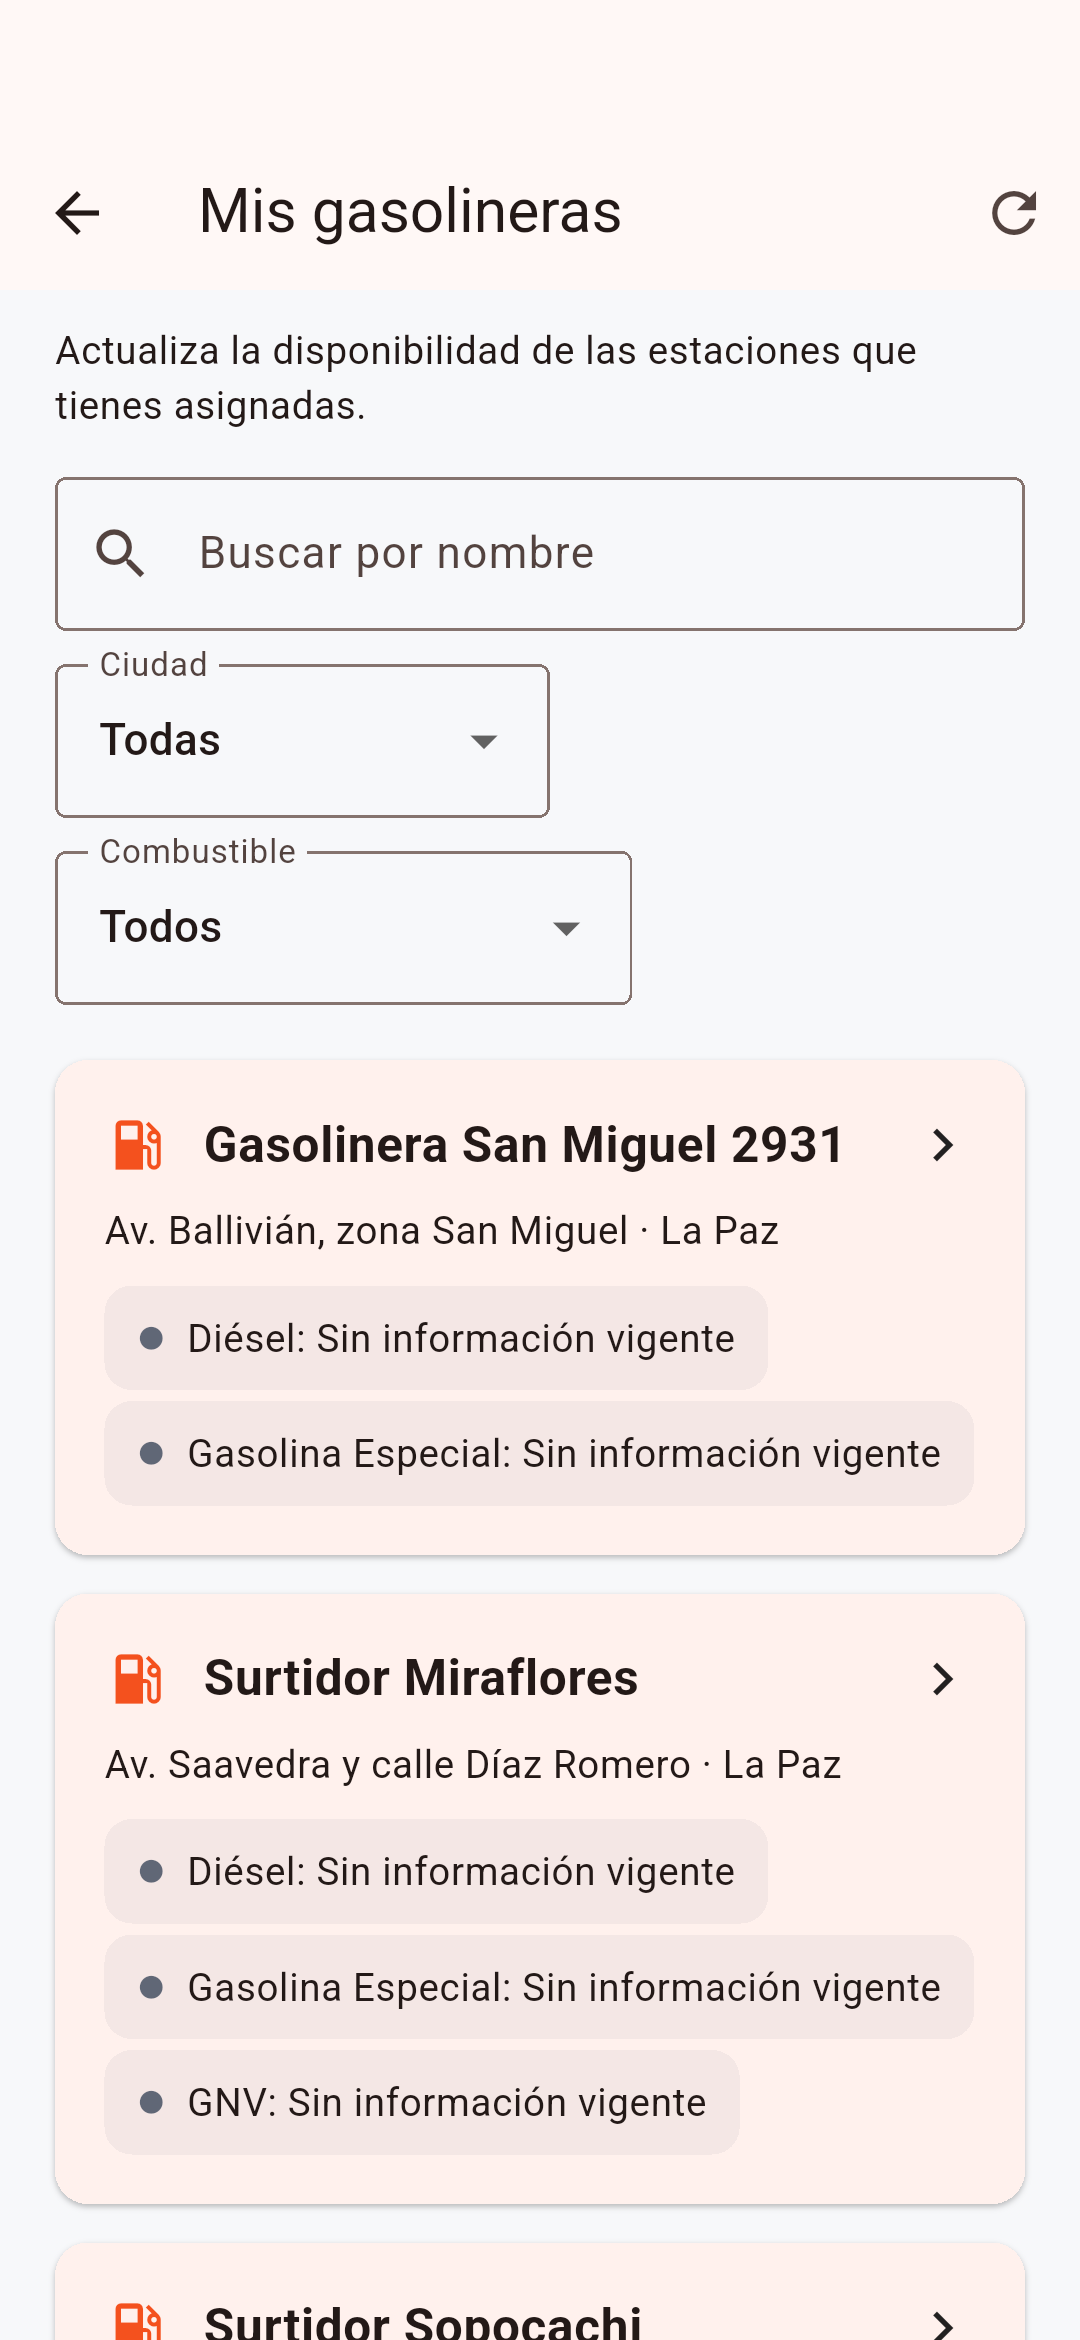 Mis gasolineras
Actualiza la disponibilidad de las estaciones que
tienes asignadas.
Buscar por nombre
Ciudad
Todas
Combustible
Todos
Gasolinera San Miguel 2931
Av. Ballivián, zona San Miguel · La Paz
Diésel: Sin información vigente
Gasolina Especial: Sin información vigente
Surtidor Miraflores
Av. Saavedra y calle Díaz Romero · La Paz
Diésel: Sin información vigente
Gasolina Especial: Sin información vigente
GNV: Sin información vigente
Surtidor Sopocachi